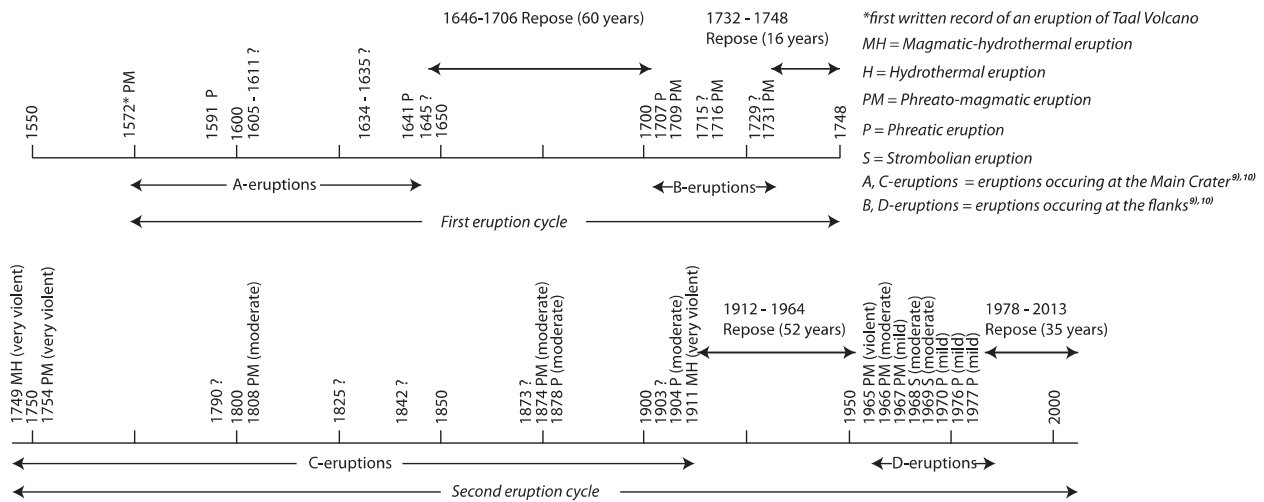 1646-1706 Repose (60 years)
1732 - 1748
Repose (16 years)
*first written record of an eruption of Taal Volcano
MH = Magmatic-hydrothermal eruption
H = Hydrothermal eruption
PM = Phreato-magmatic eruption
P = Phreatic eruption
S = Strombolian eruption
A, C-eruptions = eruptions occuring at the Main Crater⁹⁾,¹⁰⁾
B, D-eruptions = eruptions occuring at the flanks⁹⁾,¹⁰⁾
1550
1572* PM
1591 P
1600
1605 - 1611 ?
1634 - 1635 ?
1641 P
1645 ?
1650
1700
1707 P
1709 PM
1715 ?
1716 PM
1729 ?
1731 PM
1748
A-eruptions
B-eruptions
First eruption cycle
1749 MH (very violent)
1750
1754 PM (very violent)
1790 ?
1800
1808 PM (moderate)
1825 ?
1842 ?
1850
1873 ?
1874 PM (moderate)
1878 P (moderate)
1900
1903 ?
1904 P (moderate)
1911 MH (very violent)
1912 - 1964
Repose (52 years)
1950
1965 PM (violent)
1966 PM (moderate)
1967 PM (mild)
1968 S (moderate)
1969 S (moderate)
1970 P (mild)
1976 P (mild)
1977 P (mild)
1978 - 2013
Repose (35 years)
2000
C-eruptions
D-eruptions
Second eruption cycle